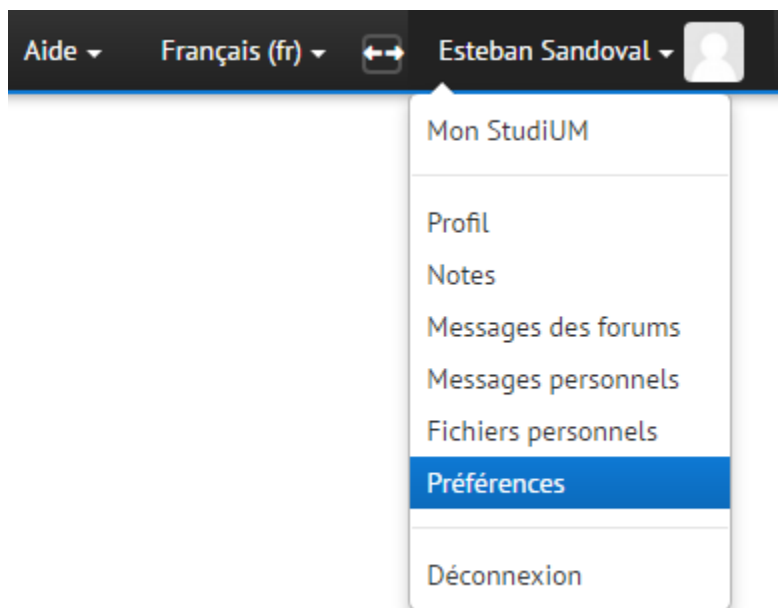 Aide Français (fr) Esteban Sandoval
Mon StudiUM
Profil
Notes
Messages des forums
Messages personnels
Fichiers personnels
Préférences
Déconnexion